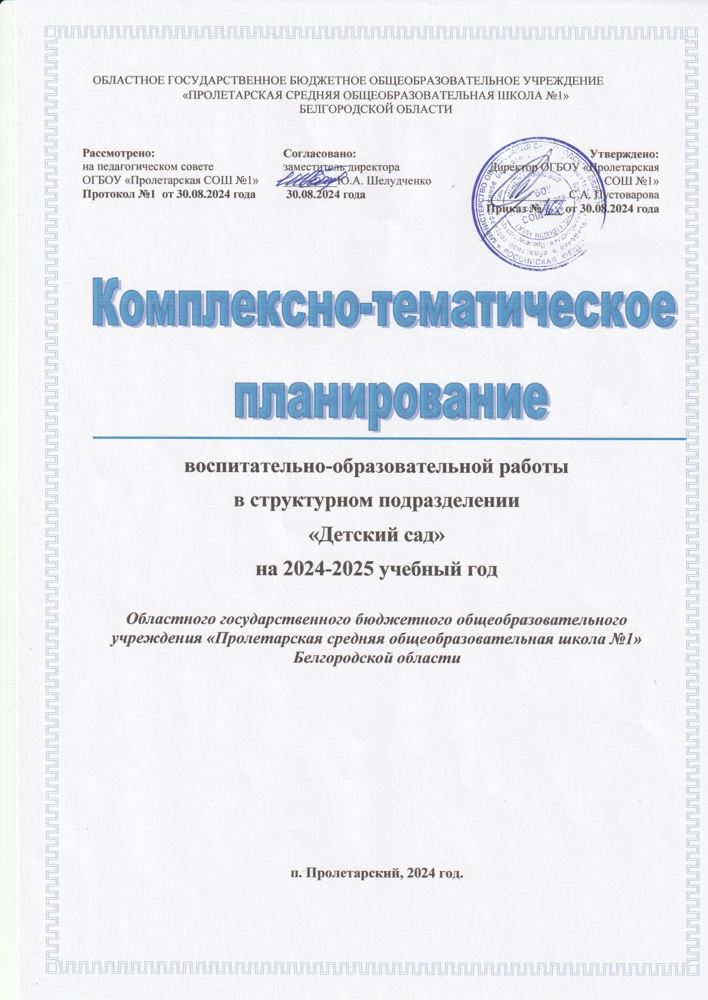 ОБЛАСТНОЕ ГОСУДАРСТВЕННОЕ БЮДЖЕТНОЕ ОБЩЕОБРАЗОВАТЕЛЬНОЕ УЧРЕЖДЕНИЕ
«ПРОЛЕТАРСКАЯ СРЕДНЯЯ ОБЩЕОБРАЗОВАТЕЛЬНАЯ ШКОЛА №1»
БЕЛГОРОДСКОЙ ОБЛАСТИ
Рассмотрено:
на педагогическом совете
ОГБОУ «Пролетарская СОШ №1»
Протокол №1 от 30.08.2024 года
Согласовано:
заместитель директора
Ю.А. Шелудченко
30.08.2024 года
Утверждено:
Директор ОГБОУ «Пролетарская
СОШ №1»
С.А. Пустоварова
Приказ № от 30.08.2024 года
РОССИЙСКАЯ
Комплексно-тематическое
планирование
воспитательно-образовательной работы
в структурном подразделении
«Детский сад»
на 2024-2025 учебный год
Областного государственного бюджетного общеобразовательного
учреждения «Пролетарская средняя общеобразовательная школа №1»
Белгородской области
п. Пролетарский, 2024 год.